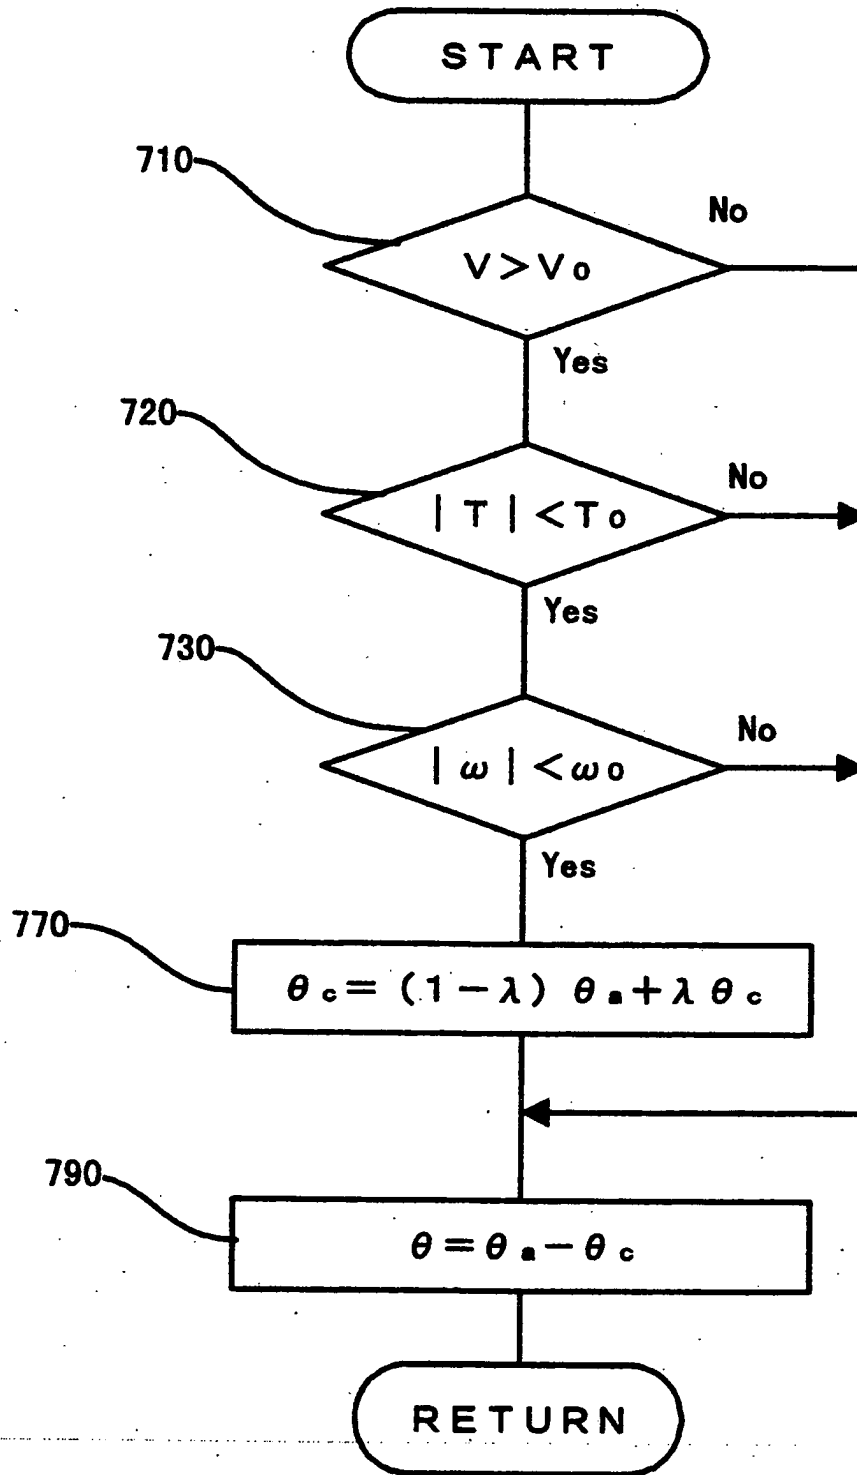 START
710
No
V>Vo
Yes
720
No
| T | <To
Yes
730
No
| ω | <ωo
Yes
770
θc=(1-λ) θa+λ θc
790
θ=θa-θc
RETURN